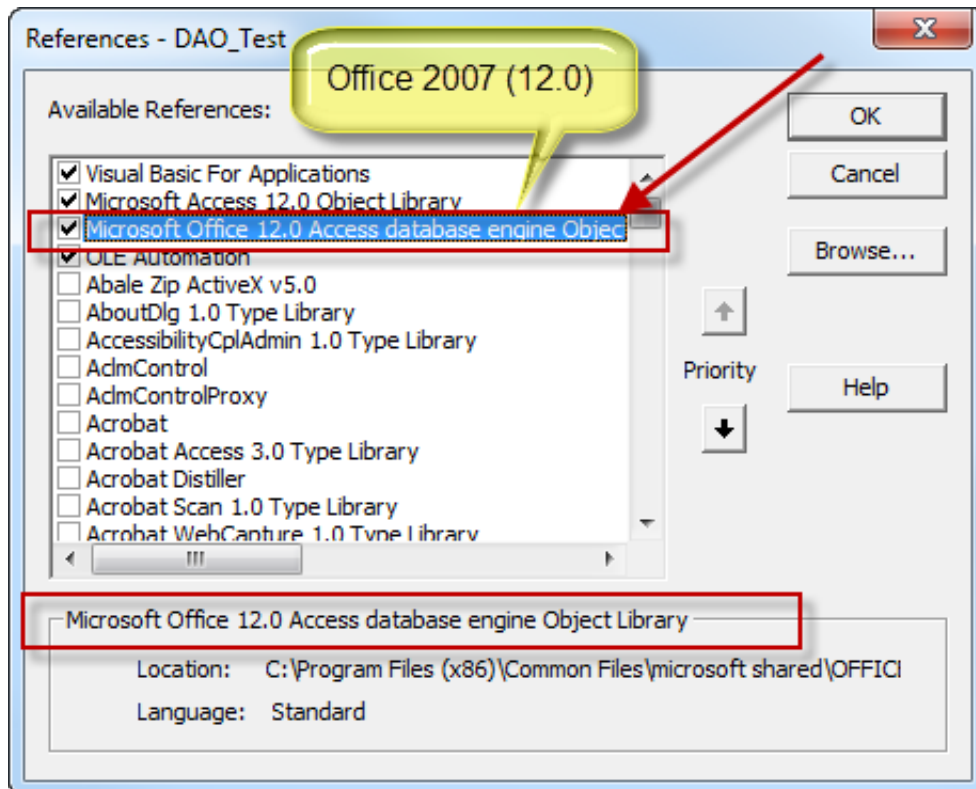 References - DAO_Test
Office 2007 (12.0)
Available References:
OK
Visual Basic For Applications
Cancel
Microsoft Access 12.0 Object Library
Microsoft Office 12.0 Access database engine Objec
OLE Automation
Browse...
Abale Zip ActiveX v5.0
AboutDlg 1.0 Type Library
AccessibilityCplAdmin 1.0 Type Library
AclmControl
Priority
AclmControlProxy
Help
Acrobat
Acrobat Access 3.0 Type Library
Acrobat Distiller
Acrobat Scan 1.0 Type Library
Acrobat WebCapture 1.0 Type Library
Microsoft Office 12.0 Access database engine Object Library
Location: C:\Program Files (x86)\Common Files\microsoft shared\OFFICI
Language: Standard